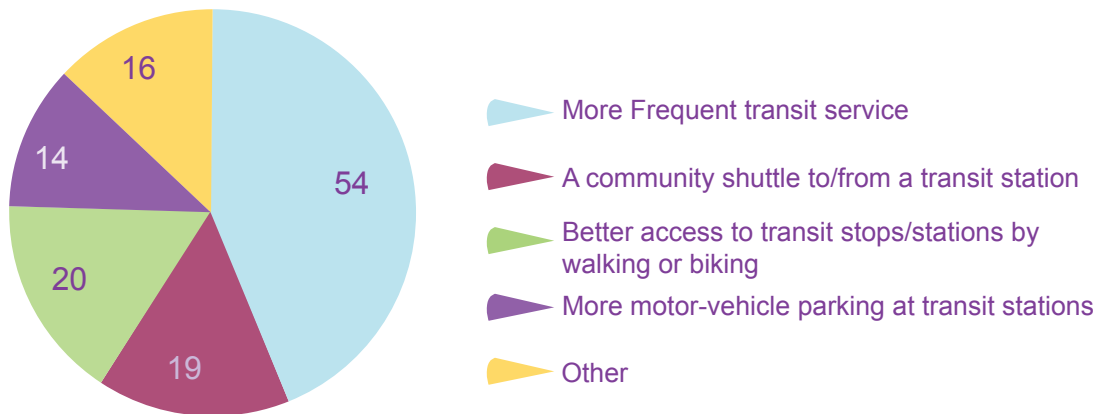 16
14
54
20
19
More Frequent transit service
A community shuttle to/from a transit station
Better access to transit stops/stations by
walking or biking
More motor-vehicle parking at transit stations
Other